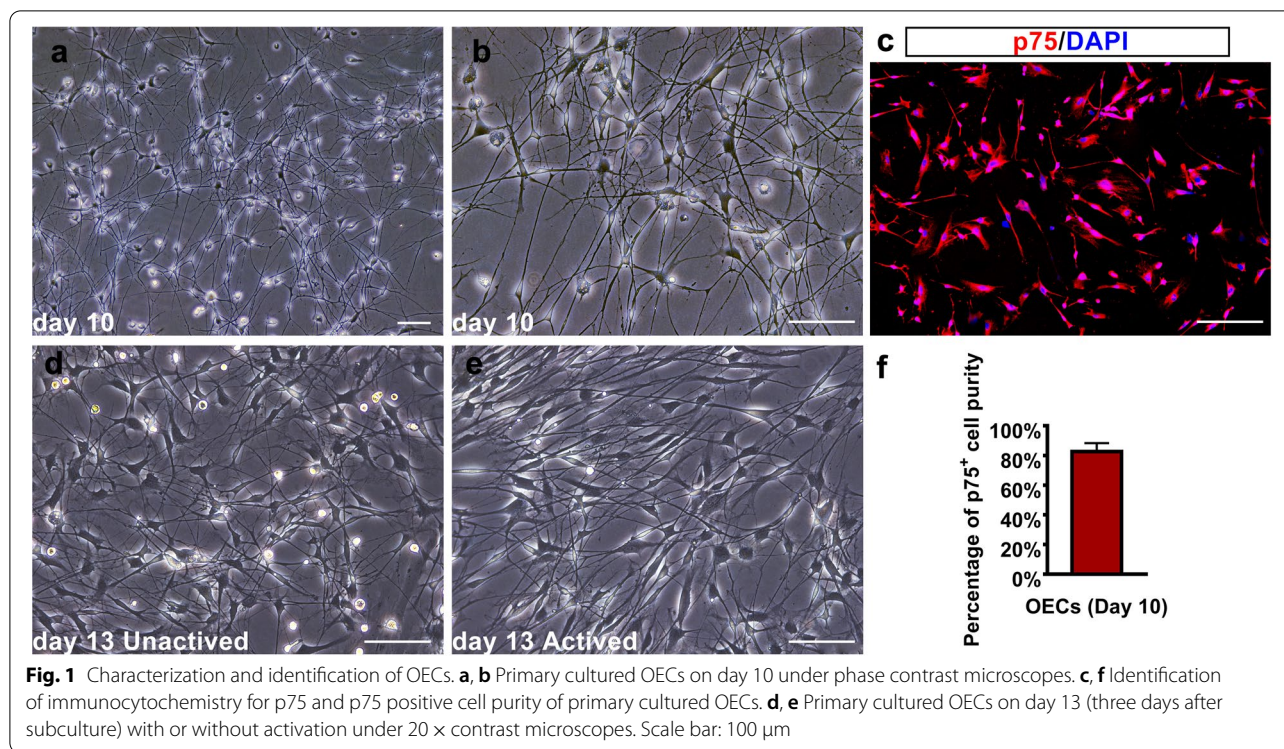 a
b
c
p75/DAPI
day 10
day 10
d
e
f
day 13 Unactived
day 13 Actived
Percentage of p75+ cell purity
100%
80%
60%
40%
20%
0%
OECs (Day 10)
Fig. 1 Characterization and identification of OECs. a, b Primary cultured OECs on day 10 under phase contrast microscopes. c, f Identification
of immunocytochemistry for p75 and p75 positive cell purity of primary cultured OECs. d, e Primary cultured OECs on day 13 (three days after
subculture) with or without activation under 20 × contrast microscopes. Scale bar: 100 μm